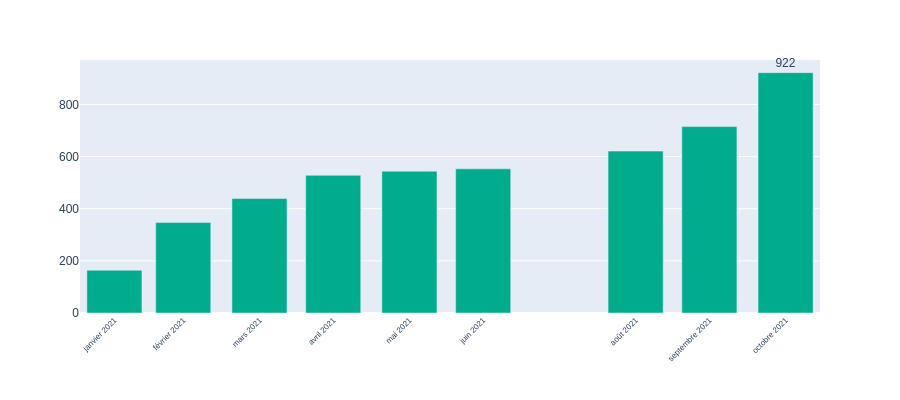 922
800
600
400
200
0
janvier 2021
février 2021
mars 2021
avril 2021
mai 2021
juin 2021
août 2021
septembre 2021
octobre 2021